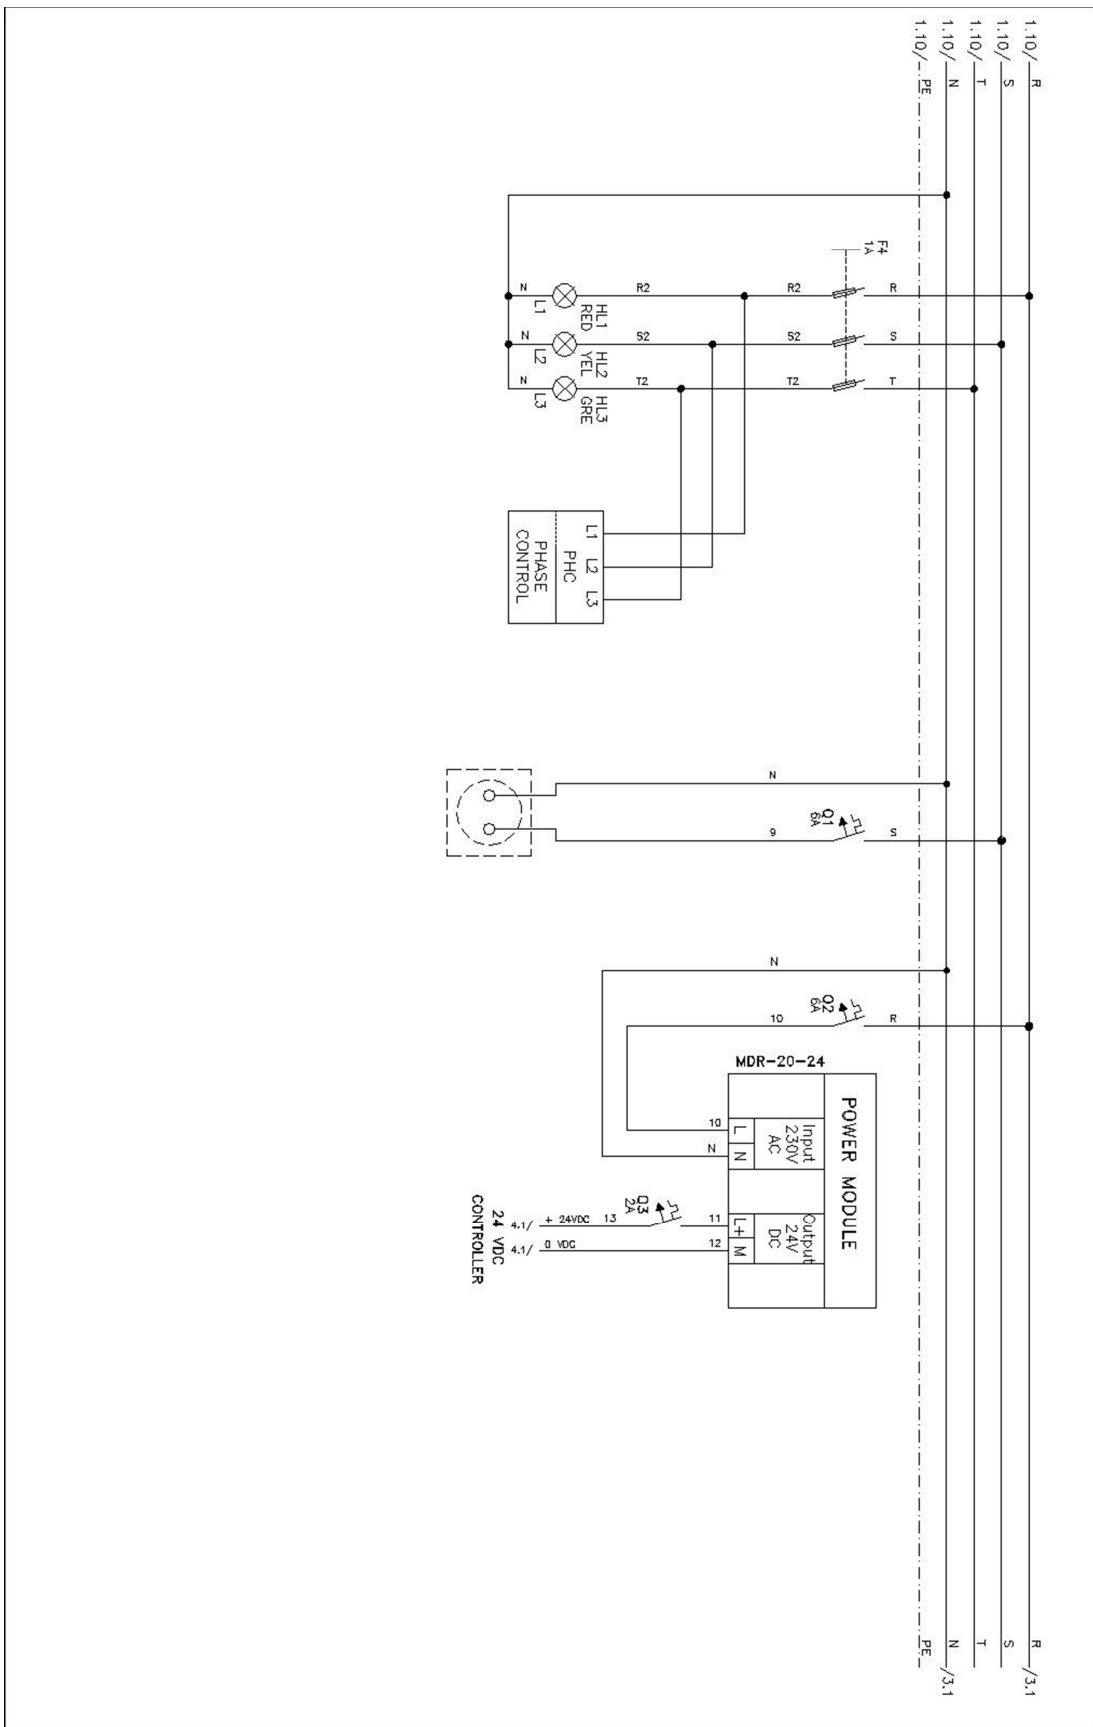 1.10/ R
1.10/ S
1.10/ T
1.10/ N
1.10/ PE
R /3.1
S
T
N /3.1
PE
F4
1A
R
S
T
R2
S2
T2
R2
S2
T2
HL1
RED
HL2
YEL
HL3
GRE
L1
L2
L3
N
N
N
L1 L2 L3
PHC
PHASE
CONTROL
N
S
Q1
6A
9
N
R
Q2
6A
10
MDR-20-24
POWER MODULE
Input
230V
AC
L N
10
N
Output
24V
DC
L+ M
11
12
Q3
2A
13
+ 24VDC
0 VDC
4.1/
4.1/
24 VDC
CONTROLLER